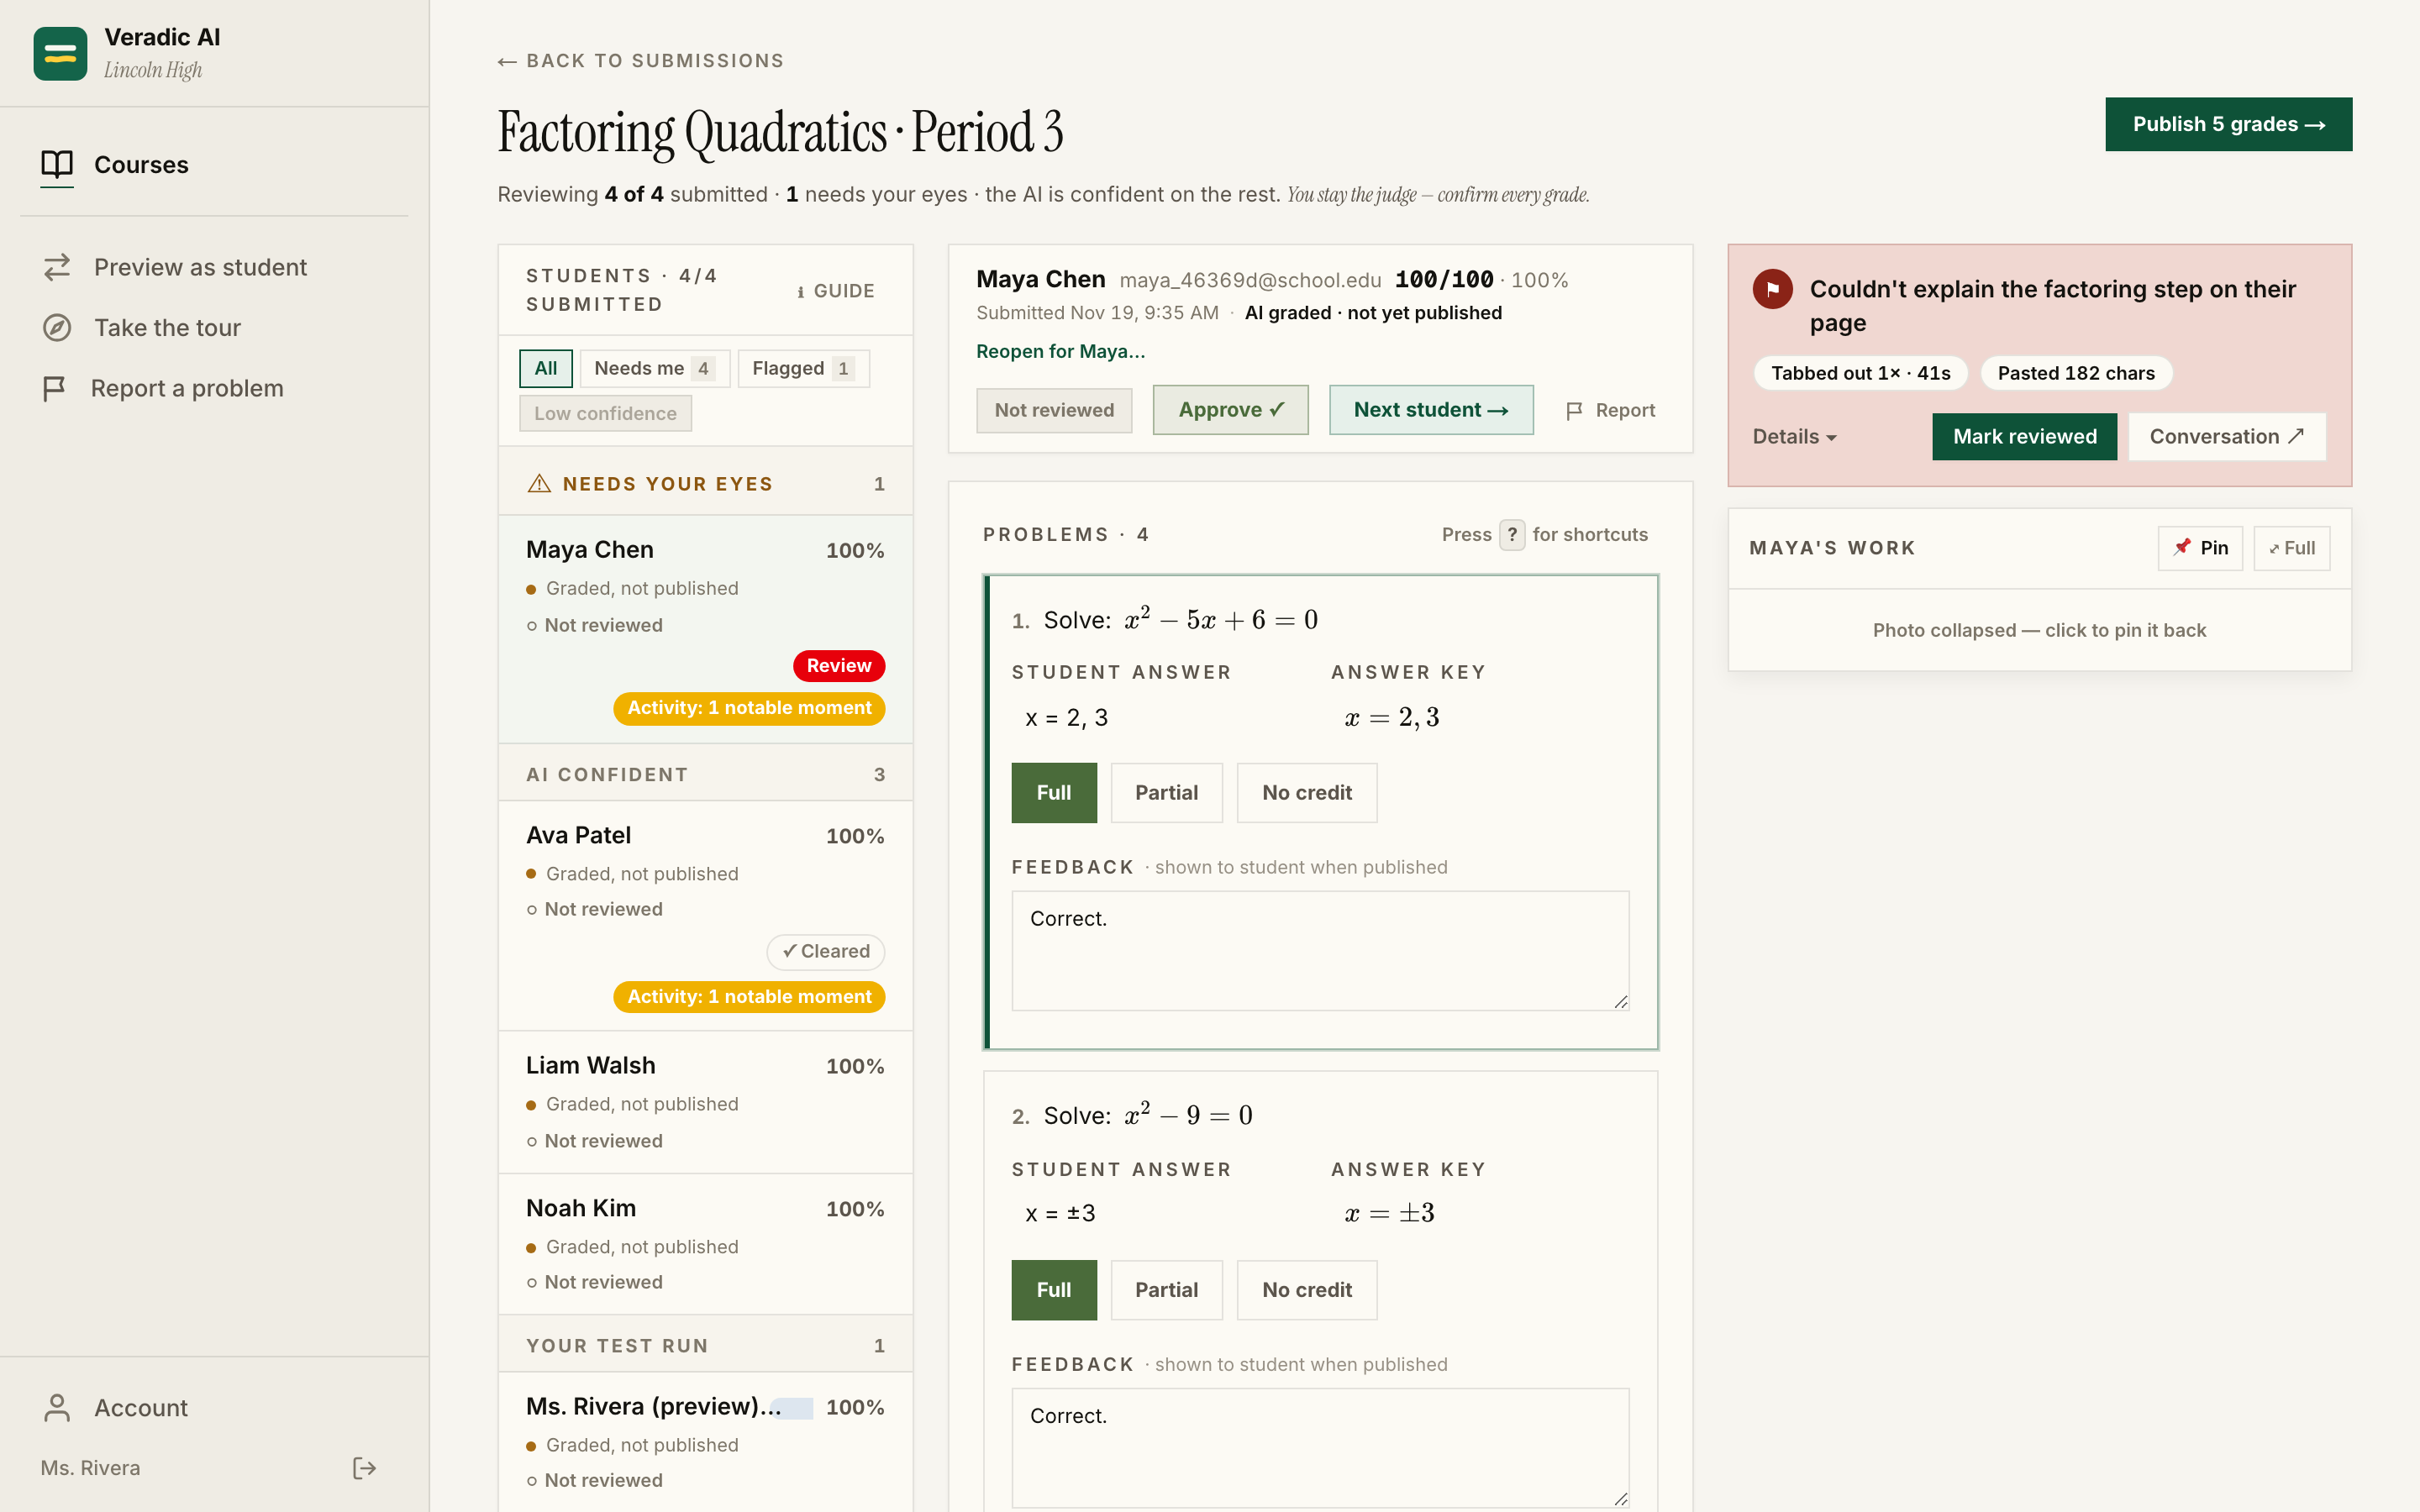 Veradic AI
Lincoln High
Courses
Preview as student
Take the tour
Report a problem
Account
Ms. Rivera
← BACK TO SUBMISSIONS
Factoring Quadratics · Period 3
Publish 5 grades →
Reviewing 4 of 4 submitted · 1 needs your eyes · the AI is confident on the rest. You stay the judge — confirm every grade.
STUDENTS · 4/4
SUBMITTED
ℹ GUIDE
All
Needs me 4
Flagged 1
Low confidence
⚠ NEEDS YOUR EYES 1
Maya Chen 100%
Graded, not published
Not reviewed
Review
Activity: 1 notable moment
AI CONFIDENT 3
Ava Patel 100%
Graded, not published
Not reviewed
✓ Cleared
Activity: 1 notable moment
Liam Walsh 100%
Graded, not published
Not reviewed
Noah Kim 100%
Graded, not published
Not reviewed
YOUR TEST RUN 1
Ms. Rivera (preview)... 100%
Graded, not published
Not reviewed
Maya Chen maya_46369d@school.edu 100/100 · 100%
Submitted Nov 19, 9:35 AM · AI graded · not yet published
Reopen for Maya...
Not reviewed
Approve ✓
Next student →
Report
PROBLEMS · 4
Press ? for shortcuts
1. Solve: x² − 5x + 6 = 0
STUDENT ANSWER ANSWER KEY
x = 2, 3 x = 2, 3
Full Partial No credit
FEEDBACK · shown to student when published
Correct.
2. Solve: x² − 9 = 0
STUDENT ANSWER ANSWER KEY
x = ±3 x = ±3
Full Partial No credit
FEEDBACK · shown to student when published
Correct.
Couldn't explain the factoring step on their
page
Tabbed out 1× · 41s
Pasted 182 chars
Details
Mark reviewed
Conversation ↗
MAYA'S WORK
📌 Pin
⤢ Full
Photo collapsed — click to pin it back